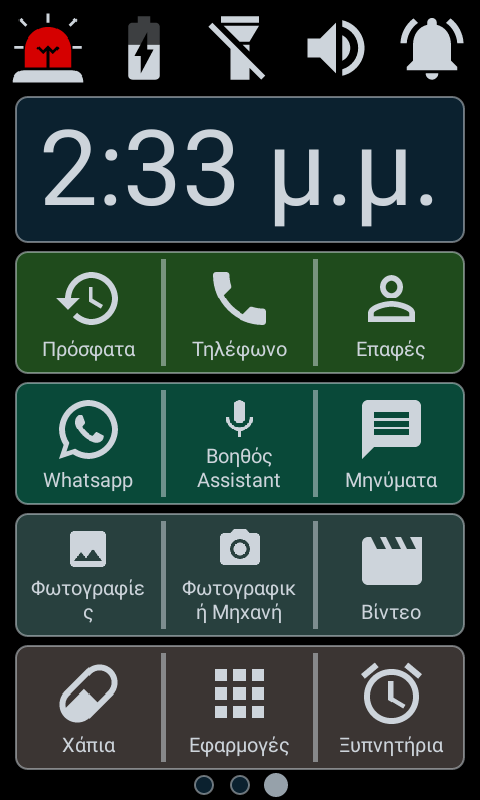 2:33 μ.μ.
Πρόσφατα
Τηλέφωνο
Επαφές
Whatsapp
Βοηθός
Assistant
Μηνύματα
Φωτογραφίε
ς
Φωτογραφικ
ή Μηχανή
Βίντεο
Χάπια
Εφαρμογές
Ξυπνητήρια